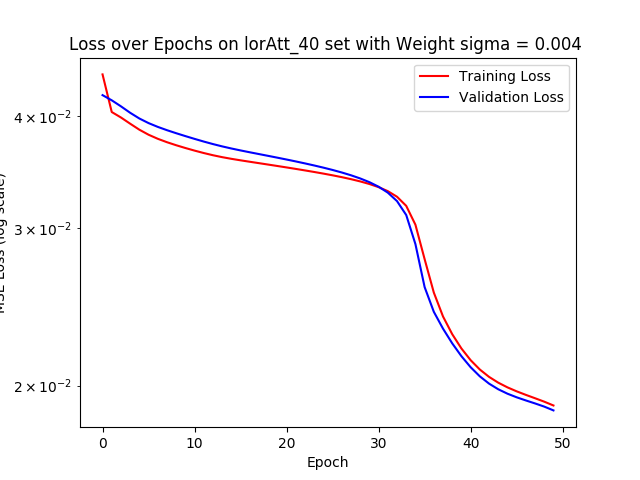 Loss over Epochs on lorAtt_40 set with Weight sigma = 0.004
Training Loss
Validation Loss
4 × 10⁻²
3 × 10⁻²
2 × 10⁻²
MSE Loss (log scale)
0 10 20 30 40 50
Epoch